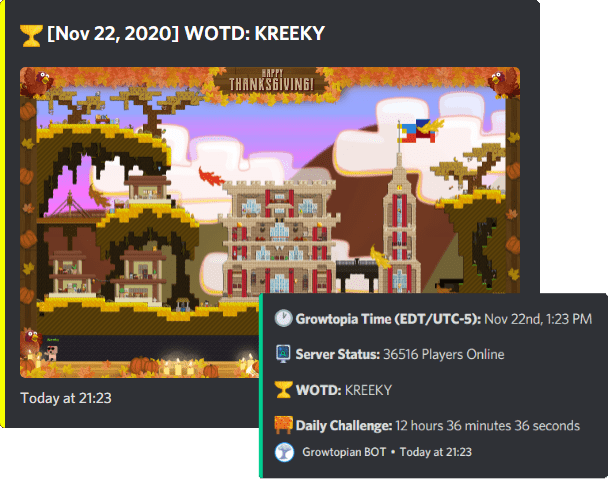 [Nov 22, 2020] WOTD: KREEKY
HAPPY
THANKSGIVING!
Growtopia Time (EDT/UTC-5): Nov 22nd, 1:23 PM
Server Status: 36516 Players Online
WOTD: KREEKY
Daily Challenge: 12 hours 36 minutes 36 seconds
Growtopian BOT • Today at 21:23
Today at 21:23